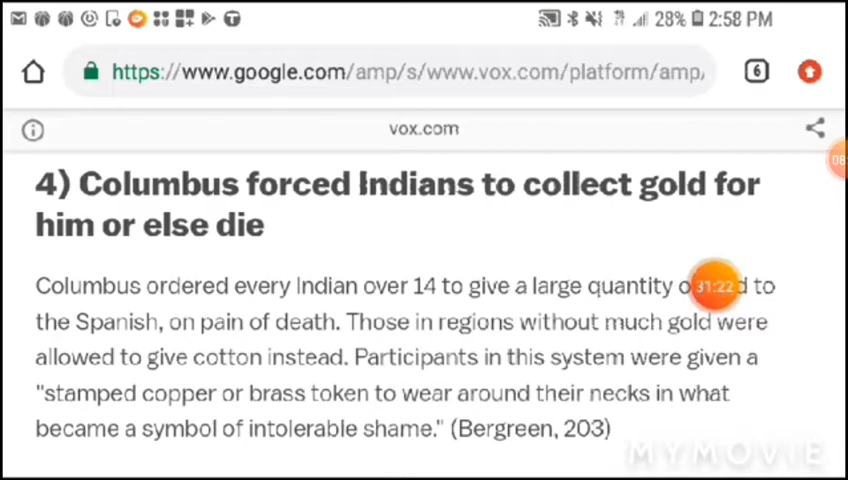 28% 2:58 PM
https://www.google.com/amp/s/www.vox.com/platform/amp/
6
vox.com
4) Columbus forced Indians to collect gold for
him or else die
Columbus ordered every Indian over 14 to give a large quantity 31:22 to
the Spanish, on pain of death. Those in regions without much gold were
allowed to give cotton instead. Participants in this system were given a
"stamped copper or brass token to wear around their necks in what
became a symbol of intolerable shame." (Bergreen, 203)
MYMOVIE